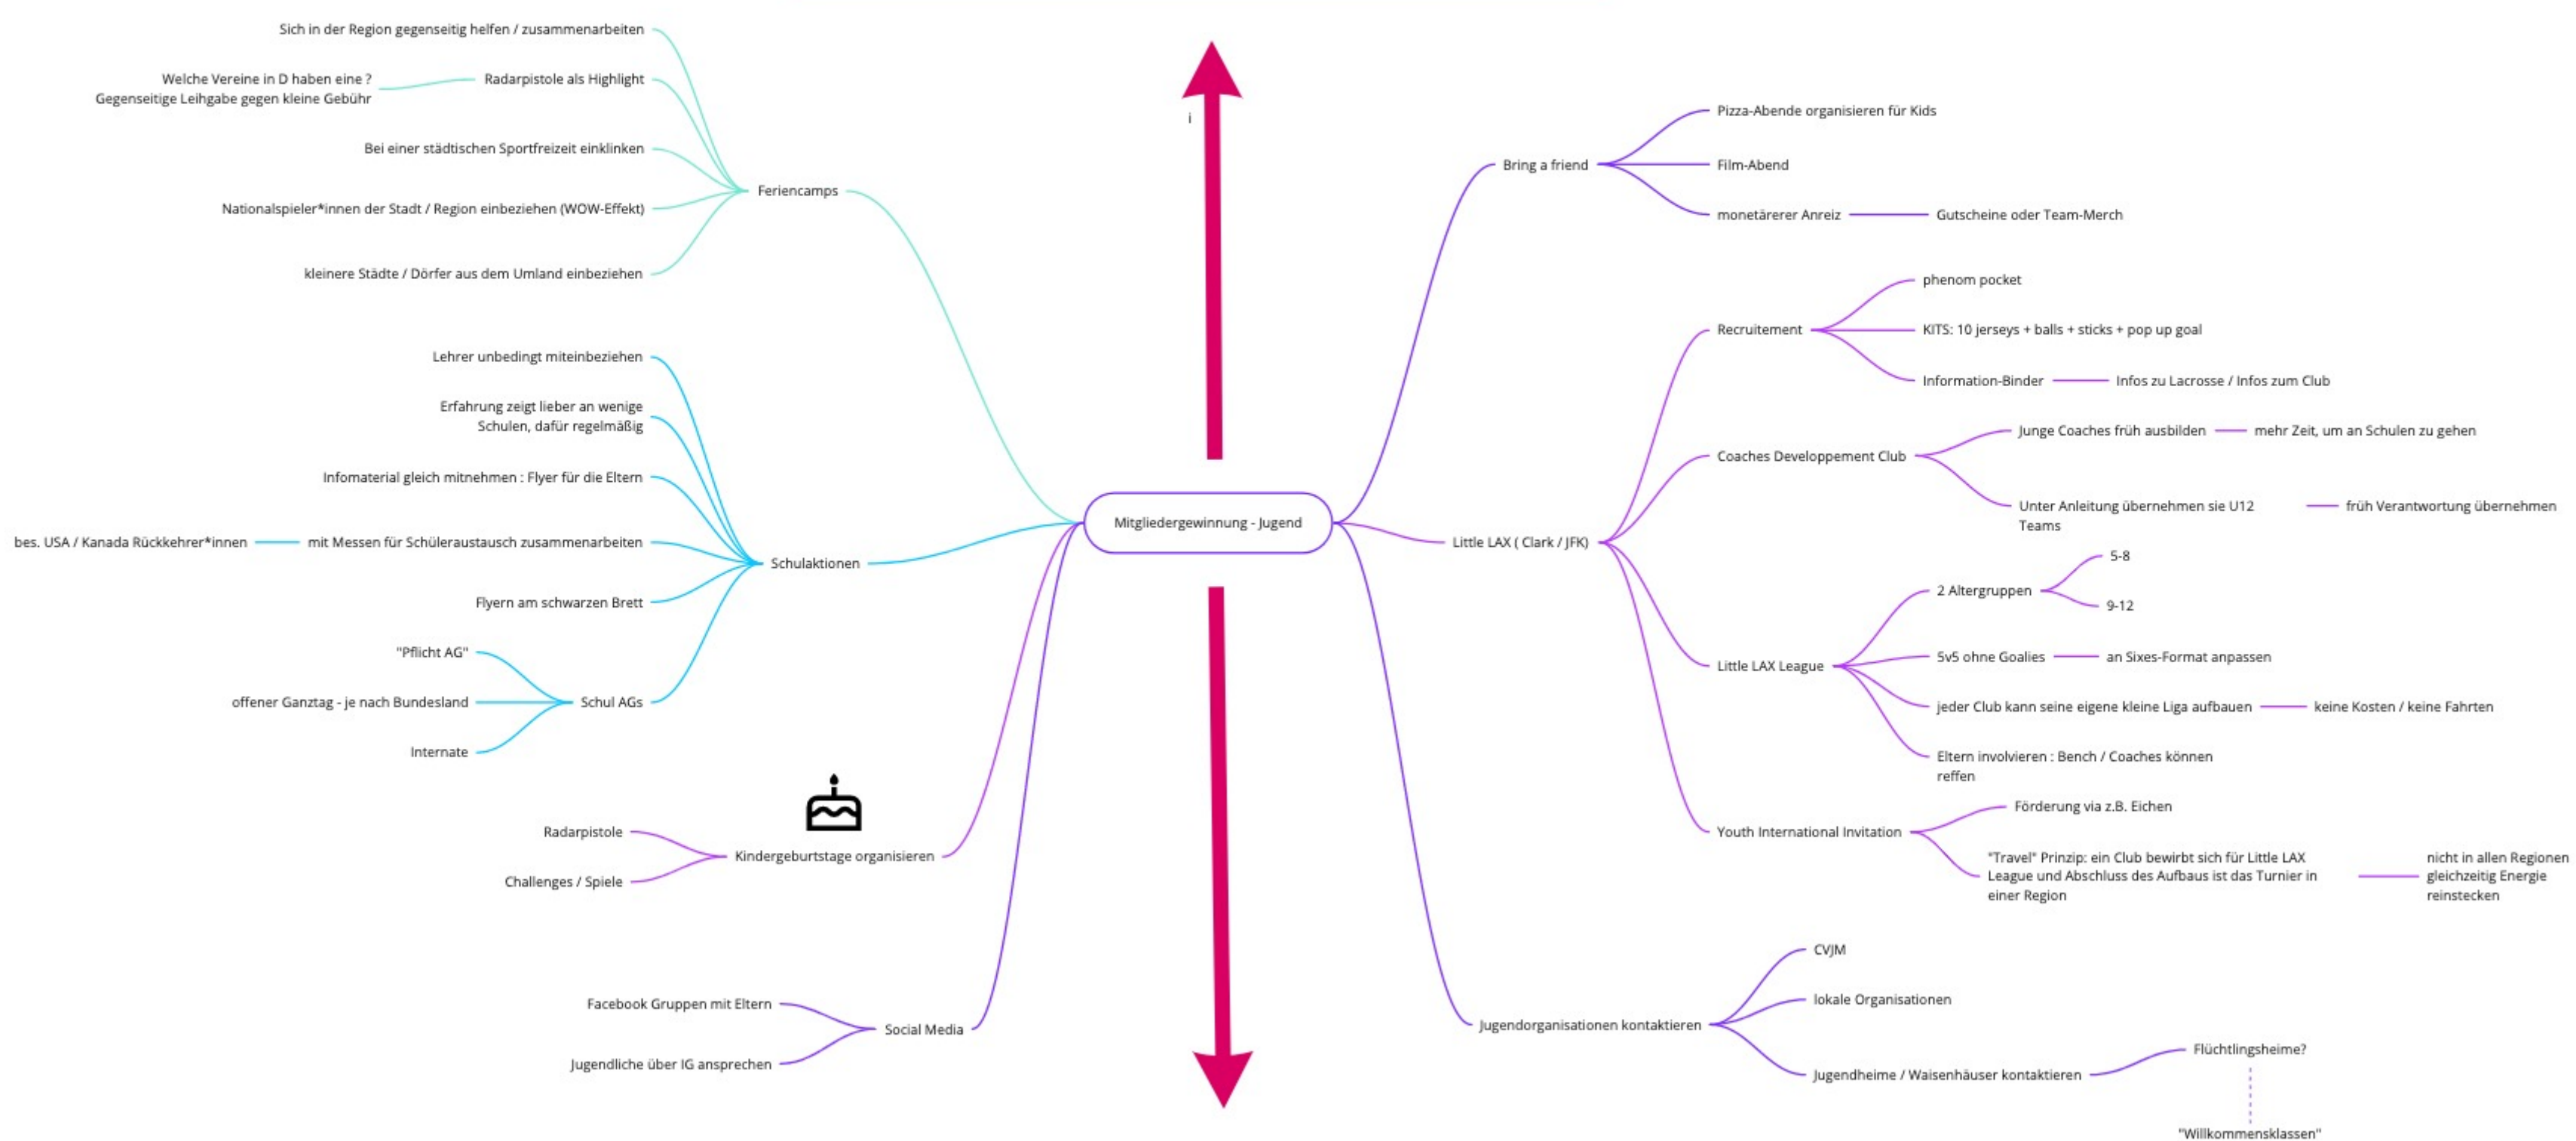 Sich in der Region gegenseitig helfen / zusammenarbeiten
Welche Vereine in D haben eine ?
Gegenseitige Leihgabe gegen kleine Gebühr
Radarpistole als Highlight
Bei einer städtischen Sportfreizeit einklinken
Nationalspieler*innen der Stadt / Region einbeziehen (WOW-Effekt)
kleinere Städte / Dörfer aus dem Umland einbeziehen
Feriencamps
Lehrer unbedingt miteinbeziehen
Erfahrung zeigt lieber an wenige
Schulen, dafür regelmäßig
Infomaterial gleich mitnehmen : Flyer für die Eltern
bes. USA / Kanada Rückkehrer*innen
mit Messen für Schüleraustausch zusammenarbeiten
Flyern am schwarzen Brett
"Pflicht AG"
offener Ganztag - je nach Bundesland
Internate
Schul AGs
Schulaktionen
Radarpistole
Challenges / Spiele
Kindergeburtstage organisieren
Facebook Gruppen mit Eltern
Jugendliche über IG ansprechen
Social Media
i
Mitgliedergewinnung - Jugend
Bring a friend
Pizza-Abende organisieren für Kids
Film-Abend
monetärerer Anreiz
Gutscheine oder Team-Merch
Little LAX ( Clark / JFK)
Recruitement
phenom pocket
KITS: 10 jerseys + balls + sticks + pop up goal
Information-Binder
Infos zu Lacrosse / Infos zum Club
Coaches Developpement Club
Junge Coaches früh ausbilden
mehr Zeit, um an Schulen zu gehen
Unter Anleitung übernehmen sie U12
Teams
früh Verantwortung übernehmen
Little LAX League
2 Altergruppen
5-8
9-12
5v5 ohne Goalies
an Sixes-Format anpassen
jeder Club kann seine eigene kleine Liga aufbauen
keine Kosten / keine Fahrten
Eltern involvieren : Bench / Coaches können
reffen
Youth International Invitation
Förderung via z.B. Eichen
"Travel" Prinzip: ein Club bewirbt sich für Little LAX
League und Abschluss des Aufbaus ist das Turnier in
einer Region
nicht in allen Regionen
gleichzeitig Energie
reinstecken
Jugendorganisationen kontaktieren
CVJM
lokale Organisationen
Jugendheime / Waisenhäuser kontaktieren
Flüchtlingsheime?
"Willkommensklassen"